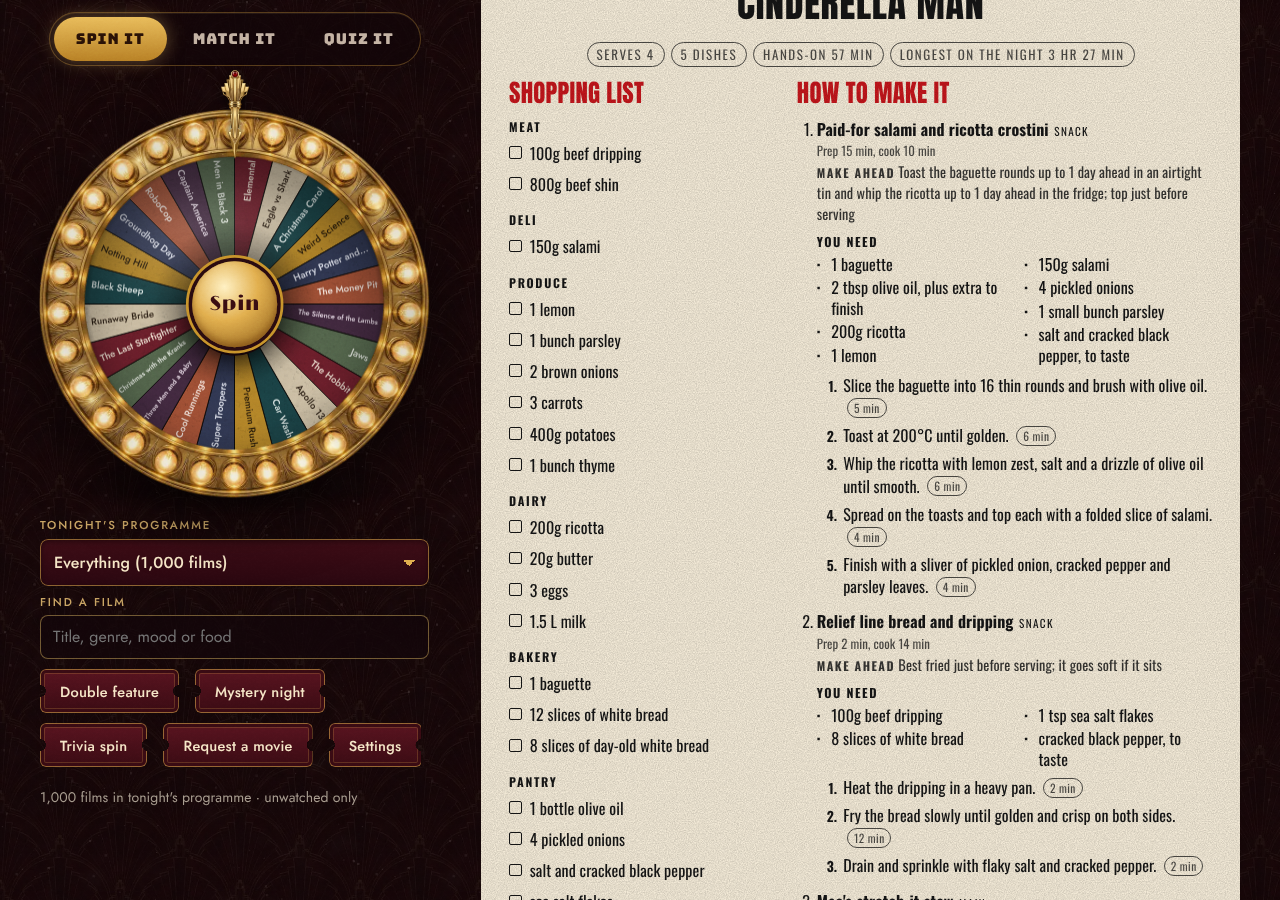 SPIN IT
MATCH IT
QUIZ IT
Elemental
Eagle vs Shark
A Christmas Carol
Weird Science
Harry Potter and...
The Money Pit
The Silence of the Lambs
Jaws
The Hobbit
Apollo 13
Car Wash
Premium Rush
Super Troopers
Cool Runnings
Three Men and a Baby
Christmas with the Kranks
The Last Starfighter
Runaway Bride
Black Sheep
Notting Hill
Groundhog Day
RoboCop
Captain America
Men in Black 3
Spin
TONIGHT'S PROGRAMME
Everything (1,000 films)
FIND A FILM
Title, genre, mood or food
Double feature
Mystery night
Trivia spin
Request a movie
Settings
1,000 films in tonight's programme · unwatched only
CINDERELLA MAN
SERVES 4
5 DISHES
HANDS-ON 57 MIN
LONGEST ON THE NIGHT 3 HR 27 MIN
SHOPPING LIST
MEAT
100g beef dripping
800g beef shin
DELI
150g salami
PRODUCE
1 lemon
1 bunch parsley
2 brown onions
3 carrots
400g potatoes
1 bunch thyme
DAIRY
200g ricotta
20g butter
3 eggs
1.5 L milk
BAKERY
1 baguette
12 slices of white bread
8 slices of day-old white bread
PANTRY
1 bottle olive oil
4 pickled onions
salt and cracked black pepper
sea salt flakes
HOW TO MAKE IT
1. Paid-for salami and ricotta crostini SNACK
Prep 15 min, cook 10 min
MAKE AHEAD Toast the baguette rounds up to 1 day ahead in an airtight
tin and whip the ricotta up to 1 day ahead in the fridge; top just before
serving
YOU NEED
· 1 baguette
· 2 tbsp olive oil, plus extra to
finish
· 200g ricotta
· 1 lemon
· 150g salami
· 4 pickled onions
· 1 small bunch parsley
· salt and cracked black
pepper, to taste
1. Slice the baguette into 16 thin rounds and brush with olive oil.
5 min
2. Toast at 200°C until golden. 6 min
3. Whip the ricotta with lemon zest, salt and a drizzle of olive oil
until smooth. 6 min
4. Spread on the toasts and top each with a folded slice of salami.
4 min
5. Finish with a sliver of pickled onion, cracked pepper and
parsley leaves. 4 min
2. Relief line bread and dripping SNACK
Prep 2 min, cook 14 min
MAKE AHEAD Best fried just before serving; it goes soft if it sits
YOU NEED
· 100g beef dripping
· 8 slices of white bread
· 1 tsp sea salt flakes
· cracked black pepper, to
taste
1. Heat the dripping in a heavy pan. 2 min
2. Fry the bread slowly until golden and crisp on both sides.
12 min
3. Drain and sprinkle with flaky salt and cracked pepper. 2 min
3. Mae's stretch-it stew